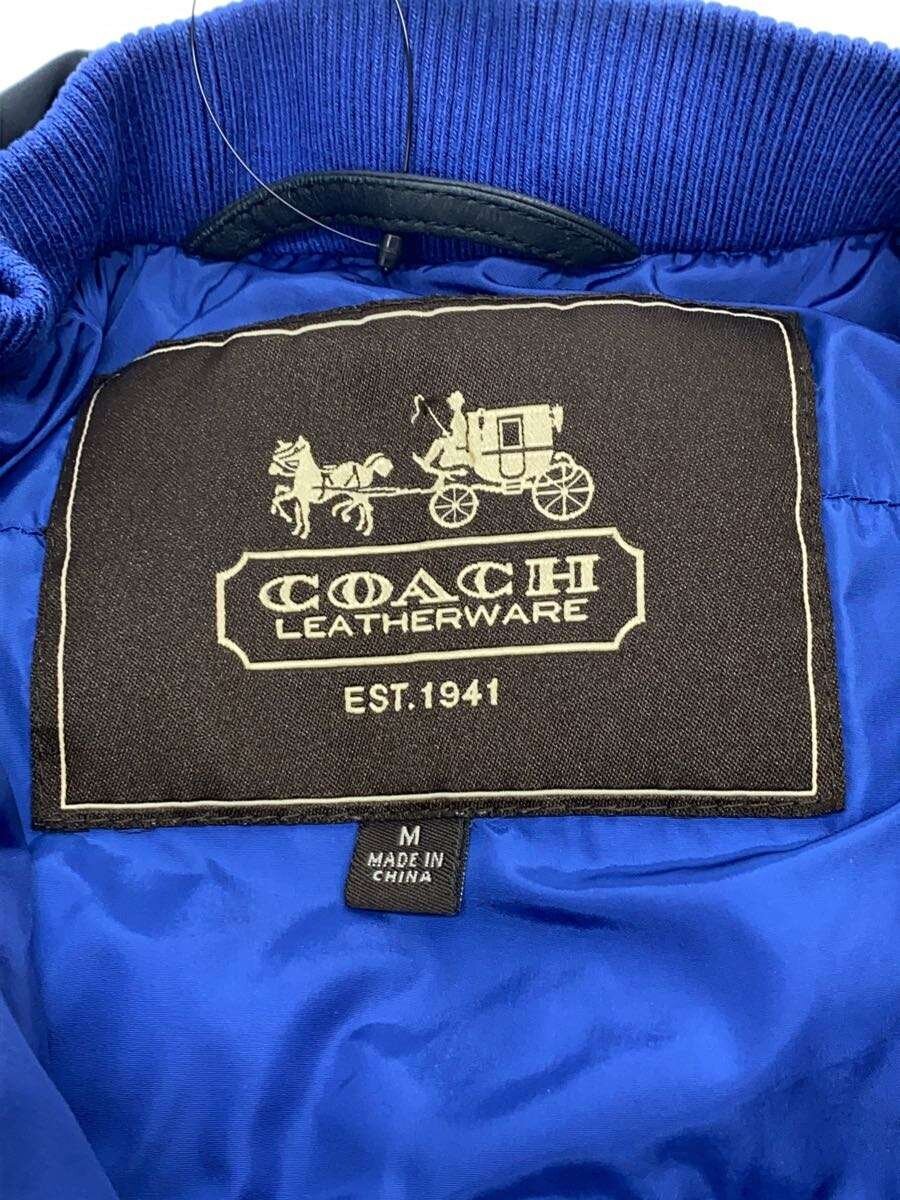 COACH
LEATHERWARE
EST.1941
M
MADE IN
CHINA